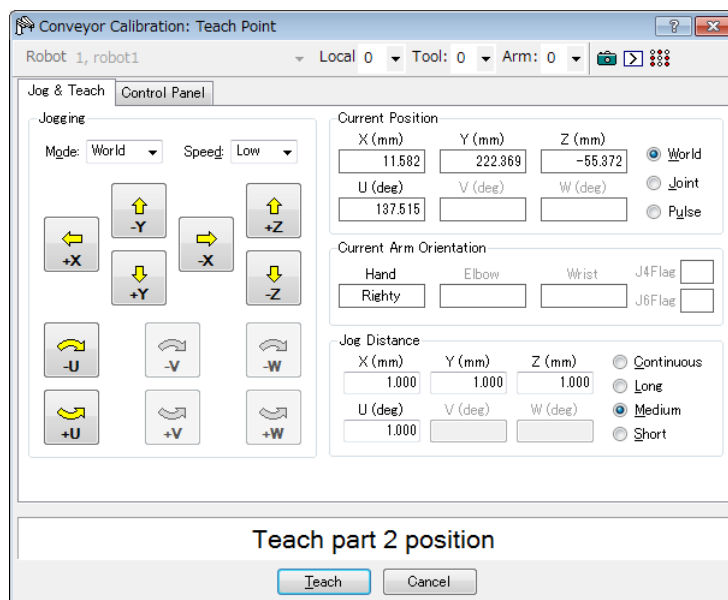 Conveyor Calibration: Teach Point
Robot 1, robot1 Local 0 Tool: 0 Arm: 0
Jog & Teach Control Panel
Jogging
Mode: World Speed: Low
-Y +Z
+X -X
+Y -Z
-U -V -W
+U +V +W
Current Position
X (mm) Y (mm) Z (mm)
11.582 222.369 -55.372
World
U (deg) V (deg) W (deg)
Joint
137.515
Pulse
Current Arm Orientation
Hand Elbow Wrist J4Flag
Righty
J6Flag
Jog Distance
X (mm) Y (mm) Z (mm) Continuous
1.000 1.000 1.000
Long
U (deg) V (deg) W (deg) Medium
1.000
Short
Teach part 2 position
Teach Cancel